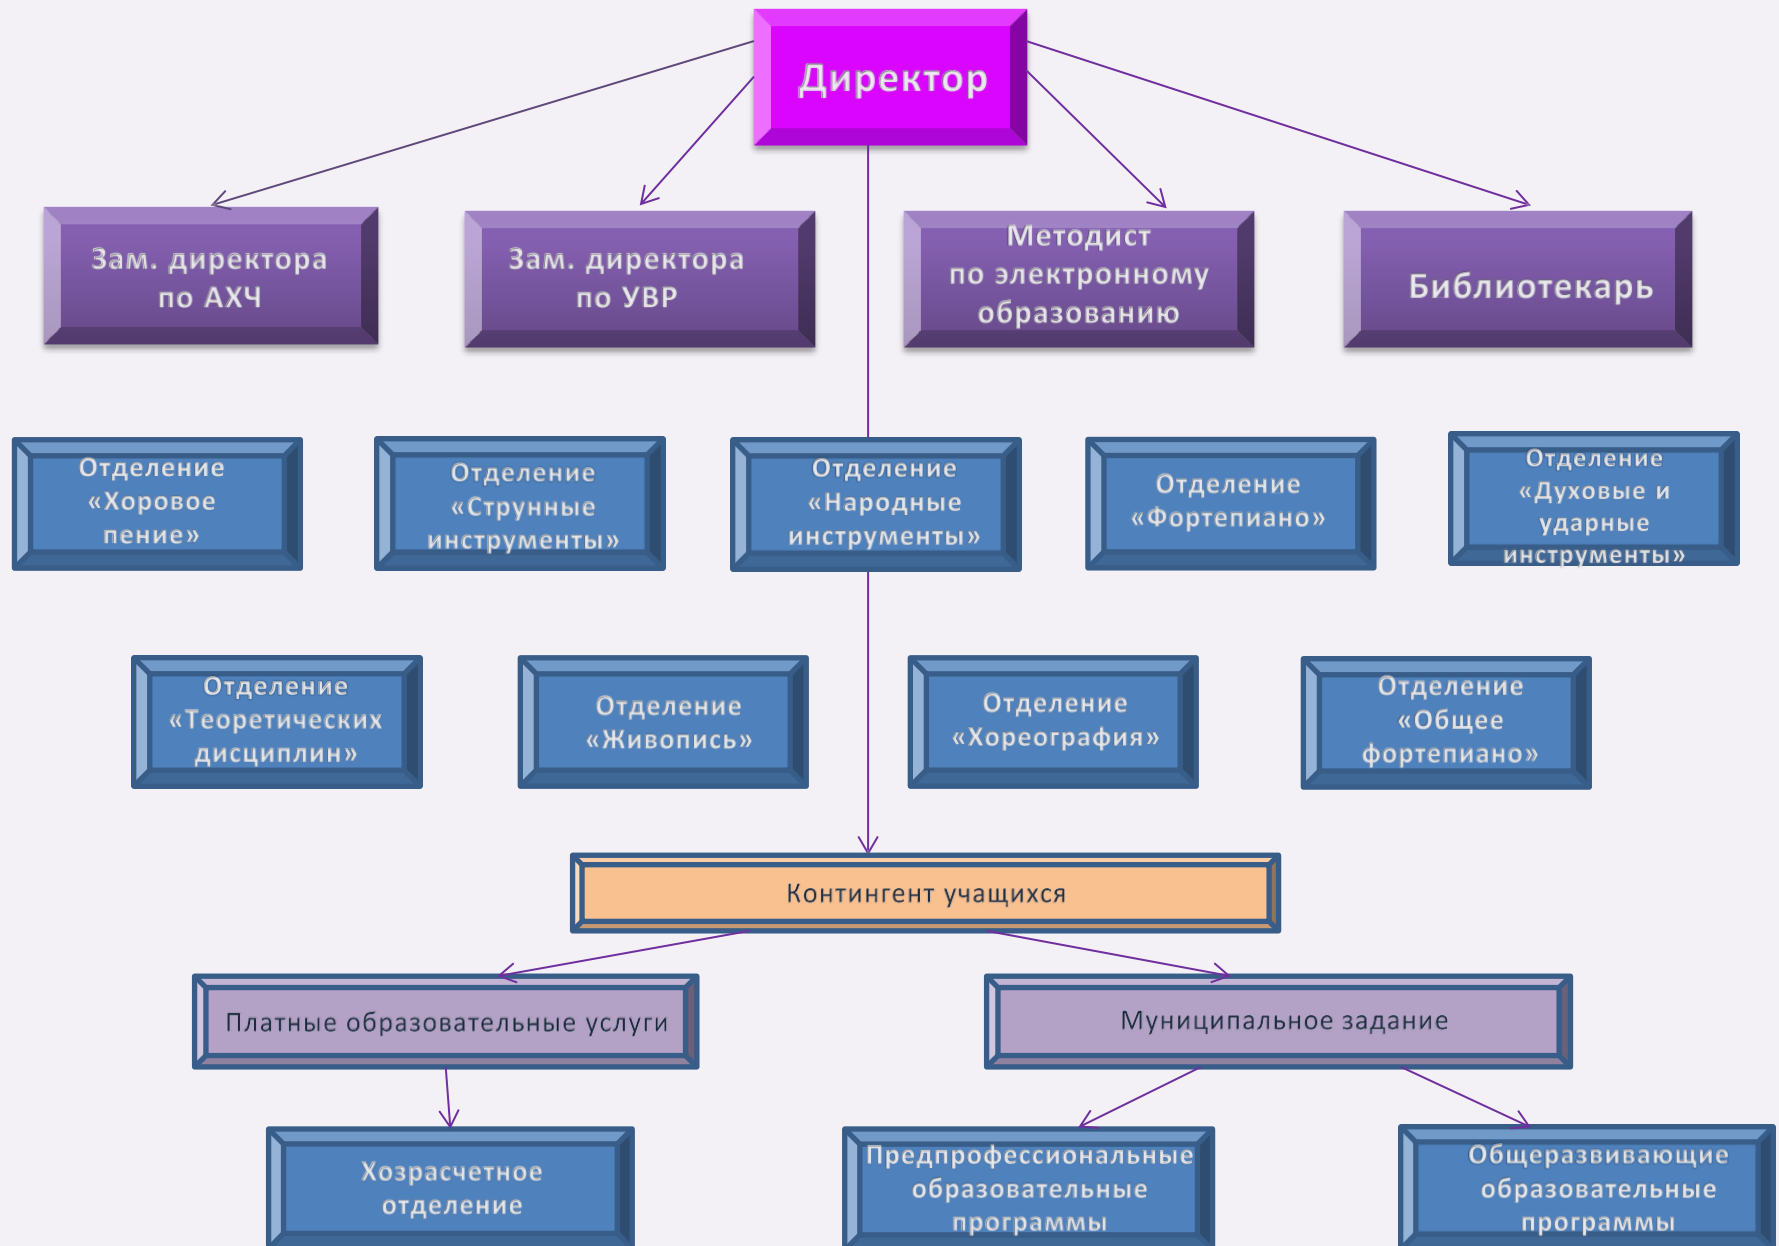 Директор
Зам. директора
по АХЧ
Зам. директора
по УВР
Методист
по электронному
образованию
Библиотекарь
Отделение
«Хоровое
пение»
Отделение
«Струнные
инструменты»
Отделение
«Народные
инструменты»
Отделение
«Фортепиано»
Отделение
«Духовые и
ударные
инструменты»
Отделение
«Теоретических
дисциплин»
Отделение
«Живопись»
Отделение
«Хореография»
Отделение
«Общее
фортепиано»
Контингент учащихся
Платные образовательные услуги
Муниципальное задание
Хозрасчетное
отделение
Предпрофессиональные
образовательные
программы
Общеразвивающие
образовательные
программы